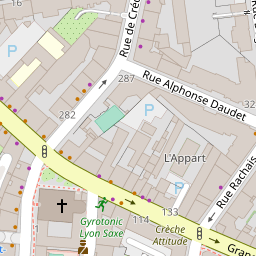 16
Rue de Cré
P
287
Rue Alphonse Daudet
P
282
L'Appart
Rue Rachais
133
114
Gyrotonic
Lyon Saxe
Crèche
Attitude
Gran
P